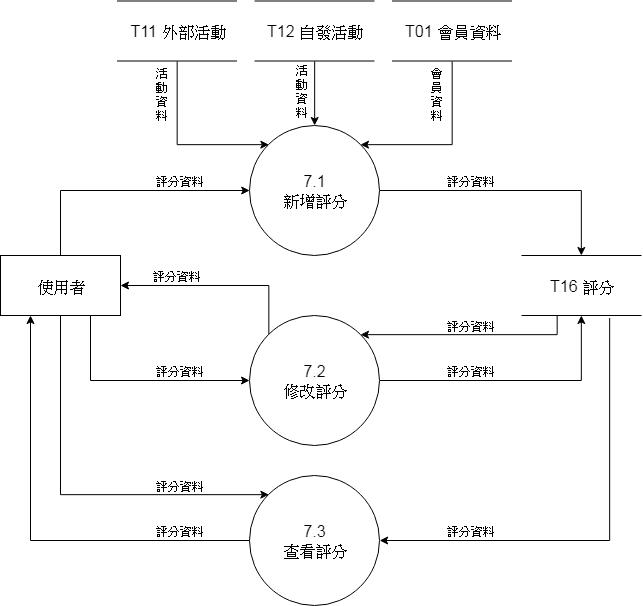 T11 外部活動
T12 自發活動
T01 會員資料
活動資料
活動資料
會員資料
7.1
新增評分
評分資料
評分資料
使用者
T16 評分
評分資料
評分資料
7.2
修改評分
評分資料
評分資料
評分資料
7.3
查看評分
評分資料
評分資料